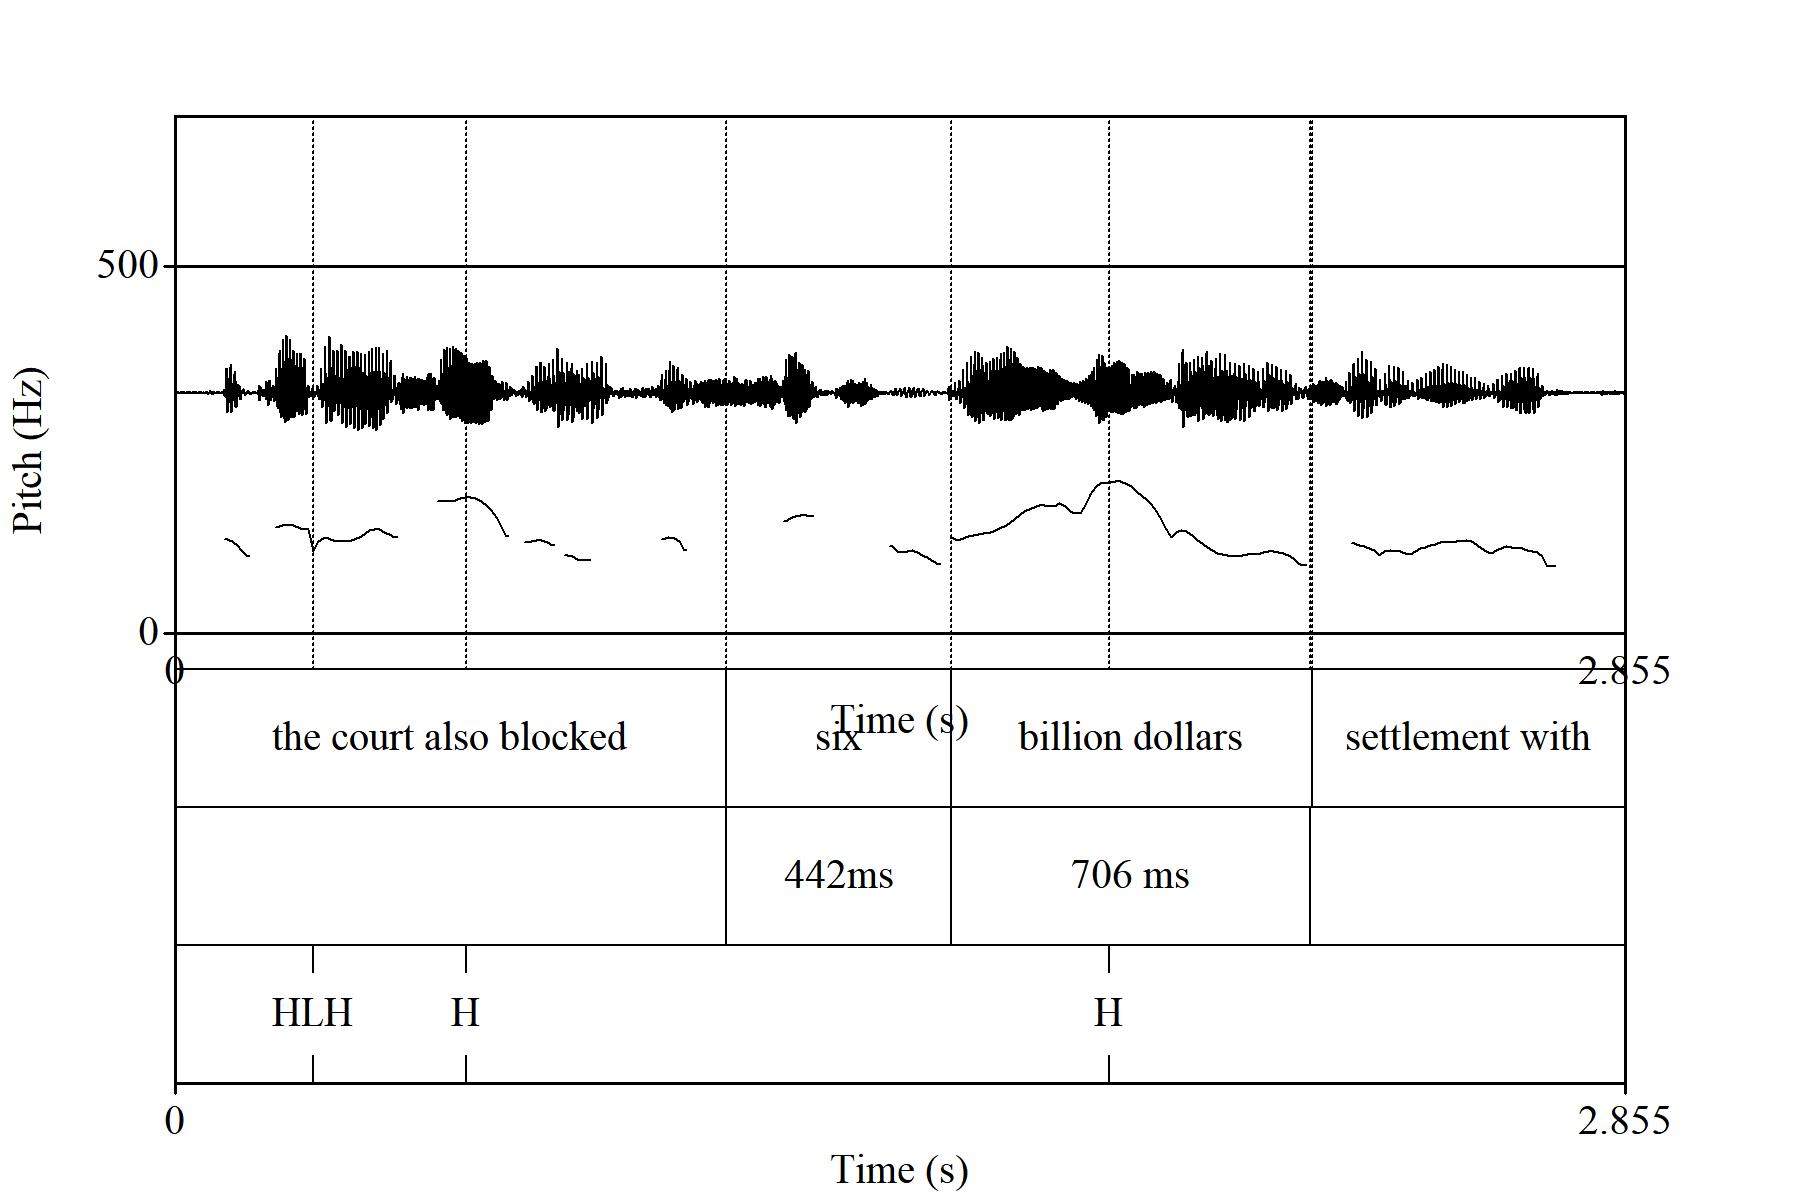 500
Pitch (Hz)
0
0 2.855
Time (s)
the court also blocked six billion dollars settlement with
442ms 706 ms
HLH H H
0 2.855
Time (s)